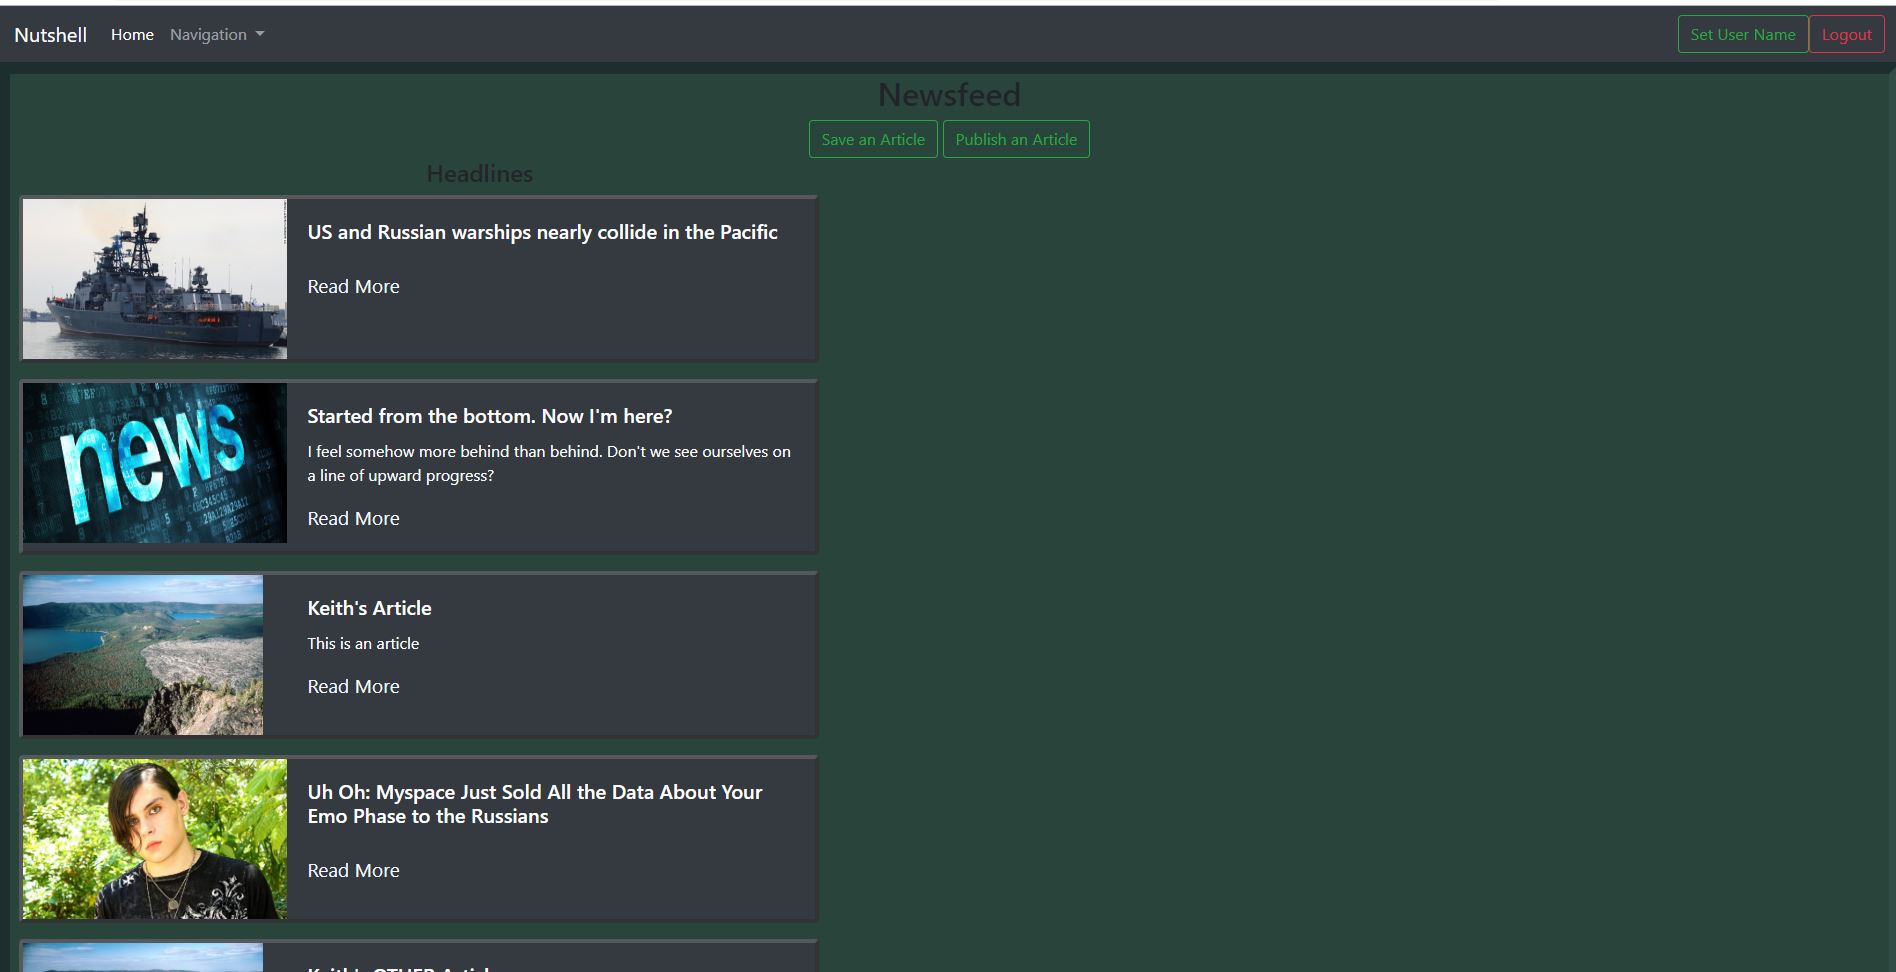 Nutshell Home Navigation Set User Name Logout
Newsfeed
Save an Article Publish an Article
Headlines
US and Russian warships nearly collide in the Pacific
Read More
news
Started from the bottom. Now I'm here?
I feel somehow more behind than behind. Don't we see ourselves on
a line of upward progress?
Read More
Keith's Article
This is an article
Read More
Uh Oh: Myspace Just Sold All the Data About Your
Emo Phase to the Russians
Read More
Keith's OTHER Article